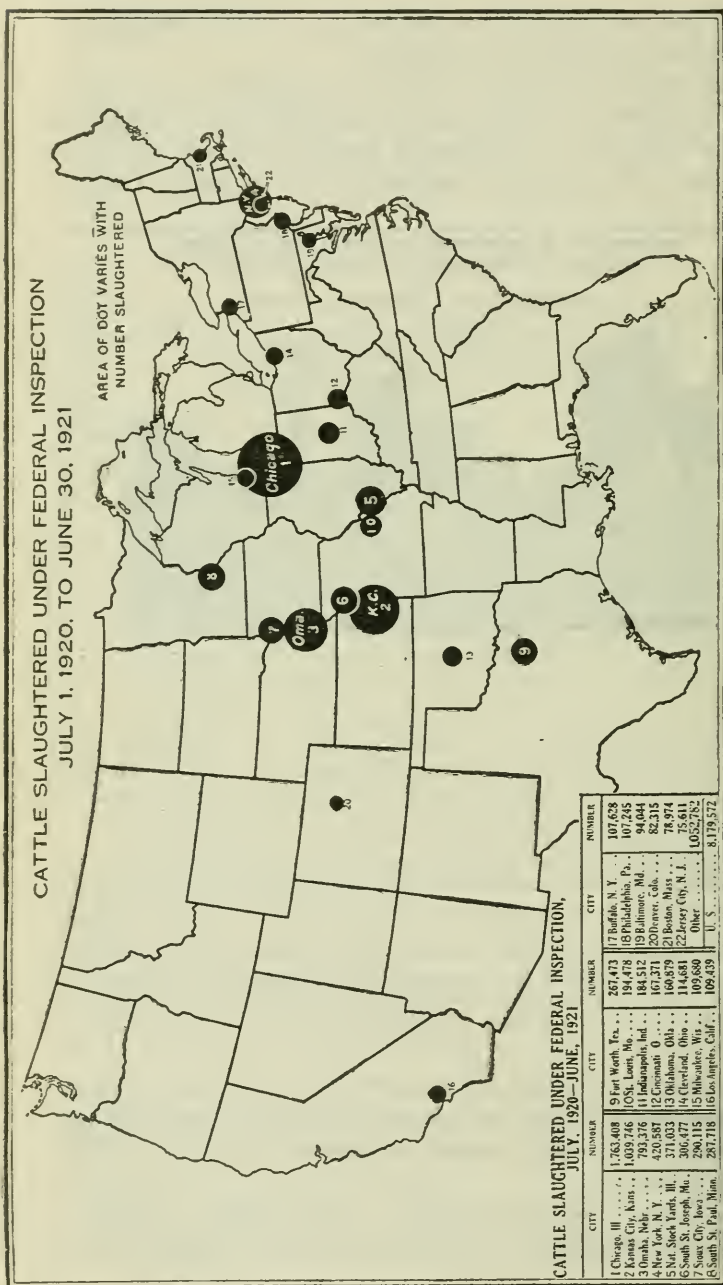 CATTLE SLAUGHTERED UNDER FEDERAL INSPECTION
JULY 1, 1920, TO JUNE 30, 1921
AREA OF DOT VARIES WITH
NUMBER SLAUGHTERED
Chicago
1
K.C.
2
Oma.
3
N.Y.
5
6
7
8
9
10
11
12
13
14
15
16
17
18
19
20
21
22
CATTLE SLAUGHTERED UNDER FEDERAL INSPECTION,
JULY, 1920—JUNE, 1921
CITY NUMBER CITY NUMBER CITY NUMBER
1 Chicago, Ill. 1,763,408 9 Fort Worth, Tex. 267,473 17 Buffalo, N. Y. 107,628
2 Kansas City, Kans. 1,039,746 10 St. Louis, Mo. 194,478 18 Philadelphia, Pa. 107,245
3 Omaha, Nebr. 793,376 11 Indianapolis, Ind. 184,512 19 Baltimore, Md. 94,044
4 New York, N. Y. 420,587 12 Cincinnati O. 167,371 20 Denver, Colo. 82,315
5 Nat. Stock Yards, Ill. 371,033 13 Oklahoma, Okla. 160,879 21 Boston, Mass. 78,974
6 South St. Joseph, Mo. 306,477 14 Cleveland, Ohio 114,681 22 Jersey City, N. J. 75,611
7 Sioux City, Iowa 290,115 15 Milwaukee, Wis. 109,680 Other 1,052,782
8 South St. Paul, Minn. 287,718 16 Los Angeles, Calif. 109,439 U. S. 8,179,572